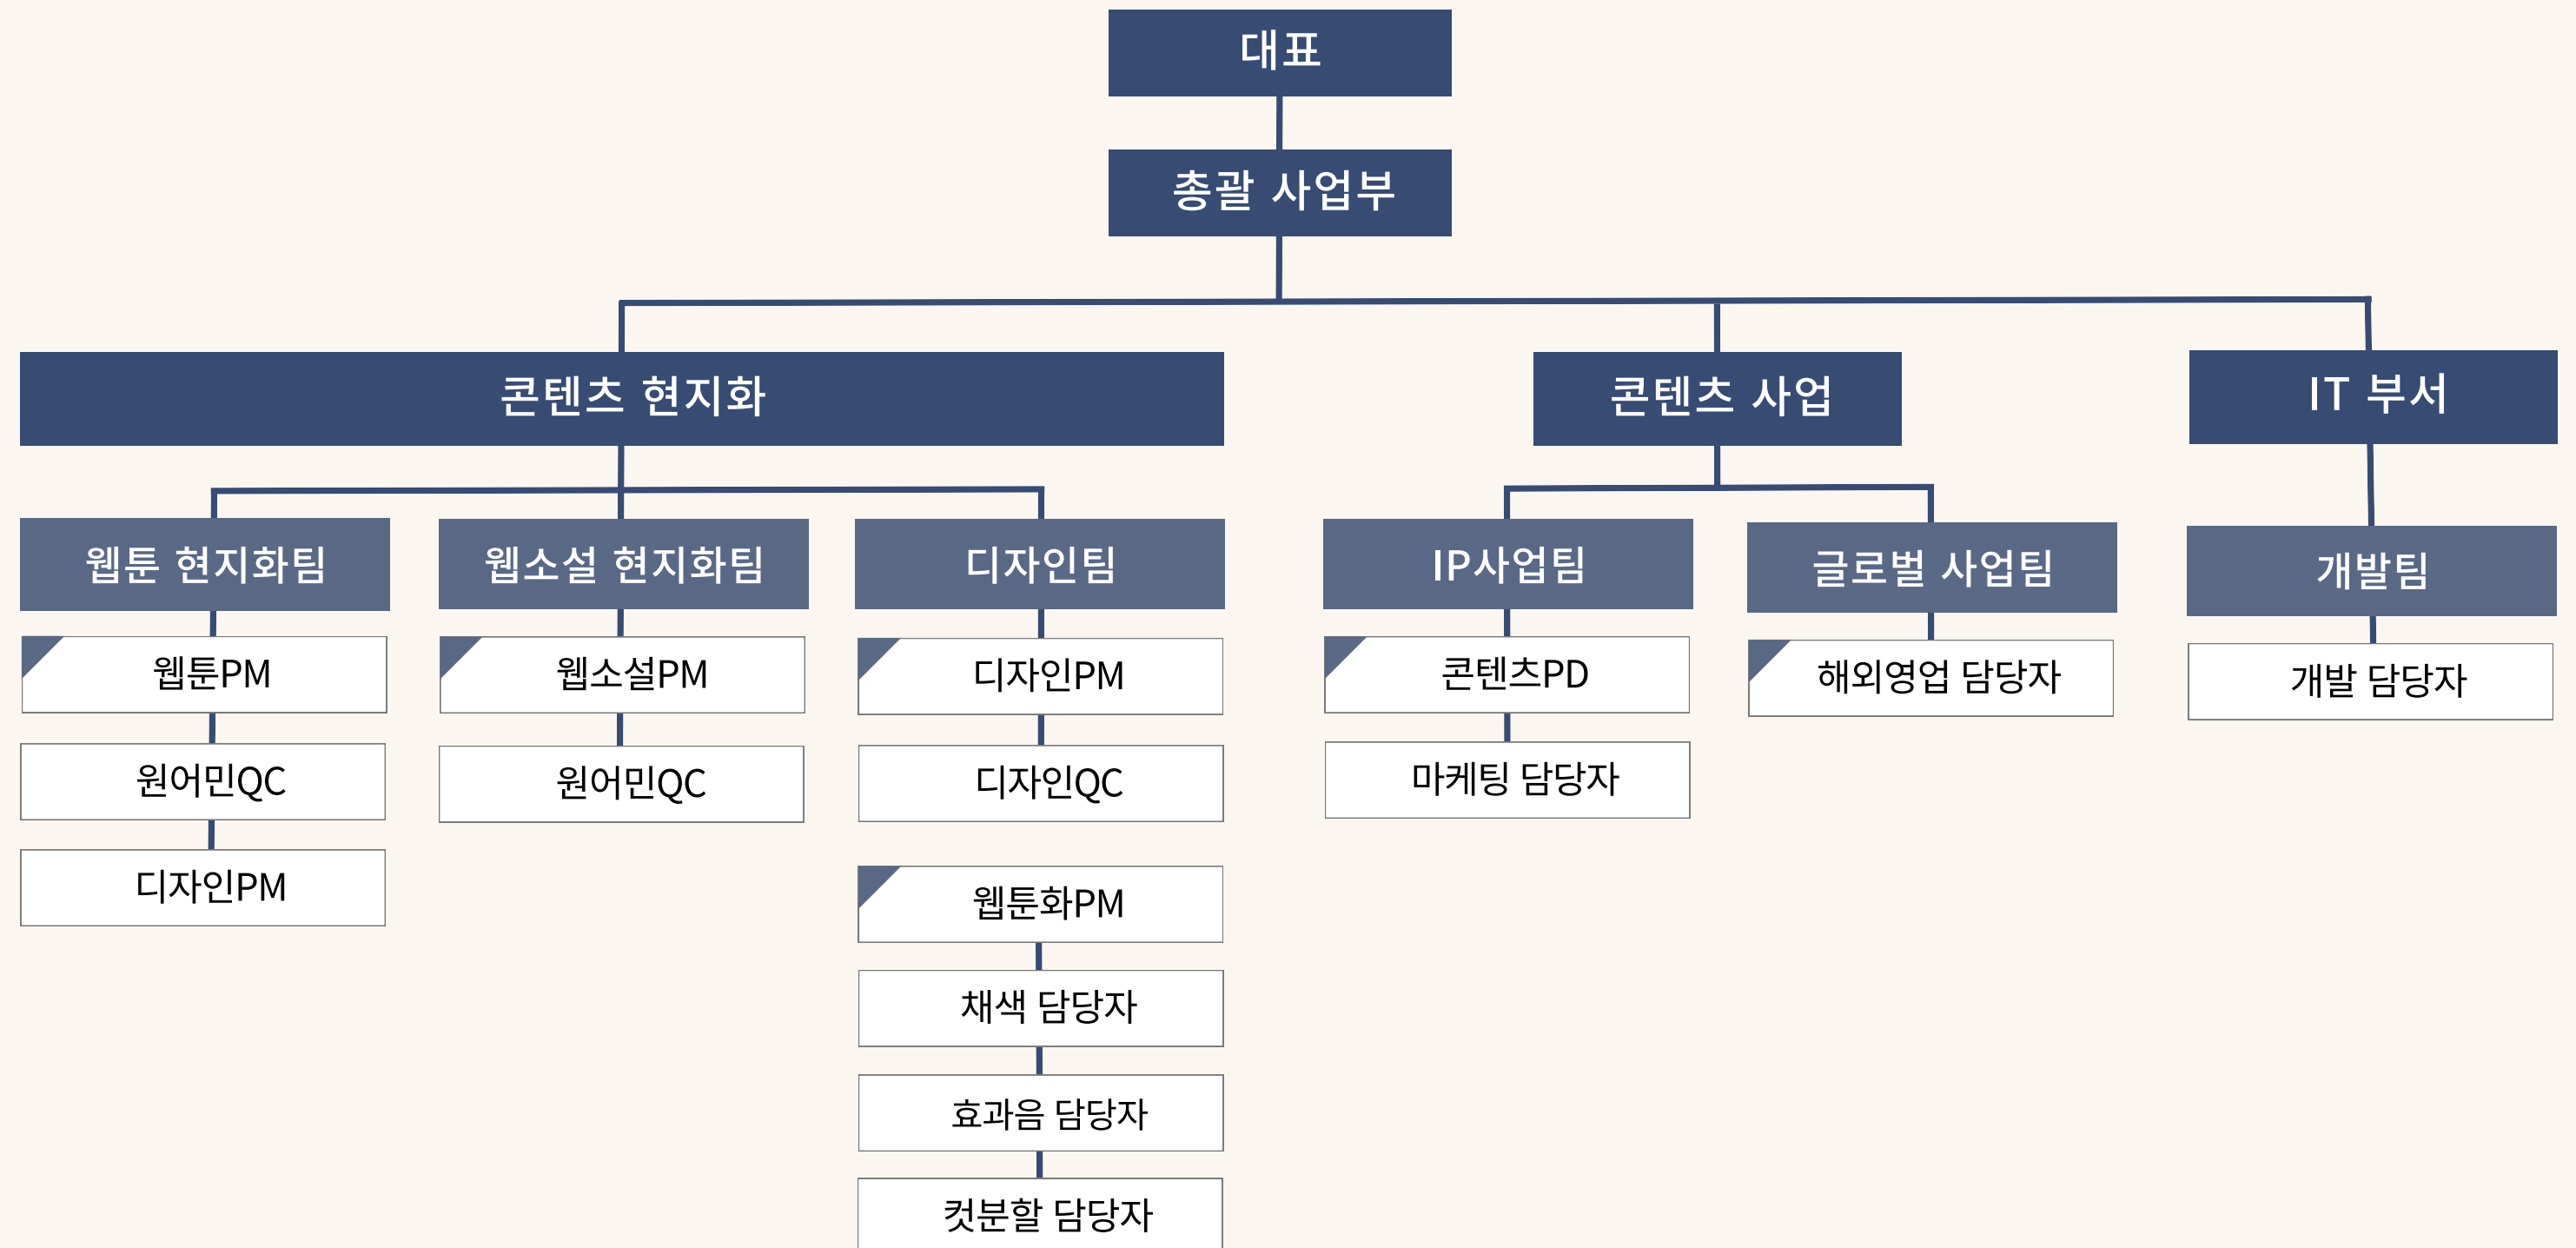 대표
총괄 사업부
콘텐츠 현지화
콘텐츠 사업
IT 부서
웹툰 현지화팀
웹소설 현지화팀
디자인팀
IP사업팀
글로벌 사업팀
개발팀
웹툰PM
웹소설PM
디자인PM
콘텐츠PD
해외영업 담당자
개발 담당자
원어민QC
원어민QC
디자인QC
마케팅 담당자
디자인PM
웹툰화PM
채색 담당자
효과음 담당자
컷분할 담당자